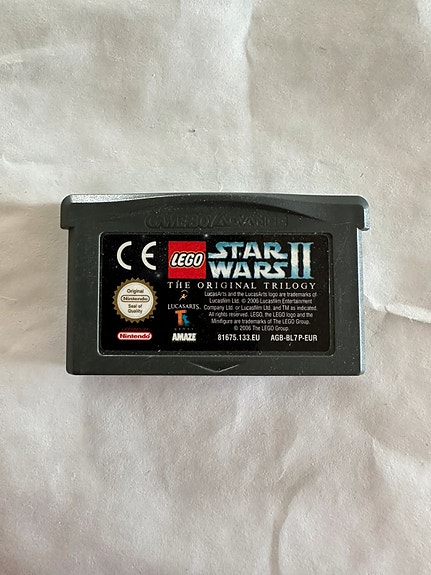 GAME BOY ADVANCE
CE
LEGO
STAR
WARS II
THE ORIGINAL TRILOGY
Original
Nintendo
Seal of
Quality
Nintendo
LUCASARTS
TT
GAMES
AMAZE
LucasArts and the LucasArts logo are trademarks of
Lucasfilm Ltd. © 2006 Lucasfilm Entertainment
Company Ltd. or Lucasfilm Ltd. and TM as indicated.
All rights reserved. LEGO, the LEGO logo and the
Minifigure are trademarks of The LEGO Group.
© 2006 The LEGO Group.
81675.133.EU AGB-BL7P-EUR